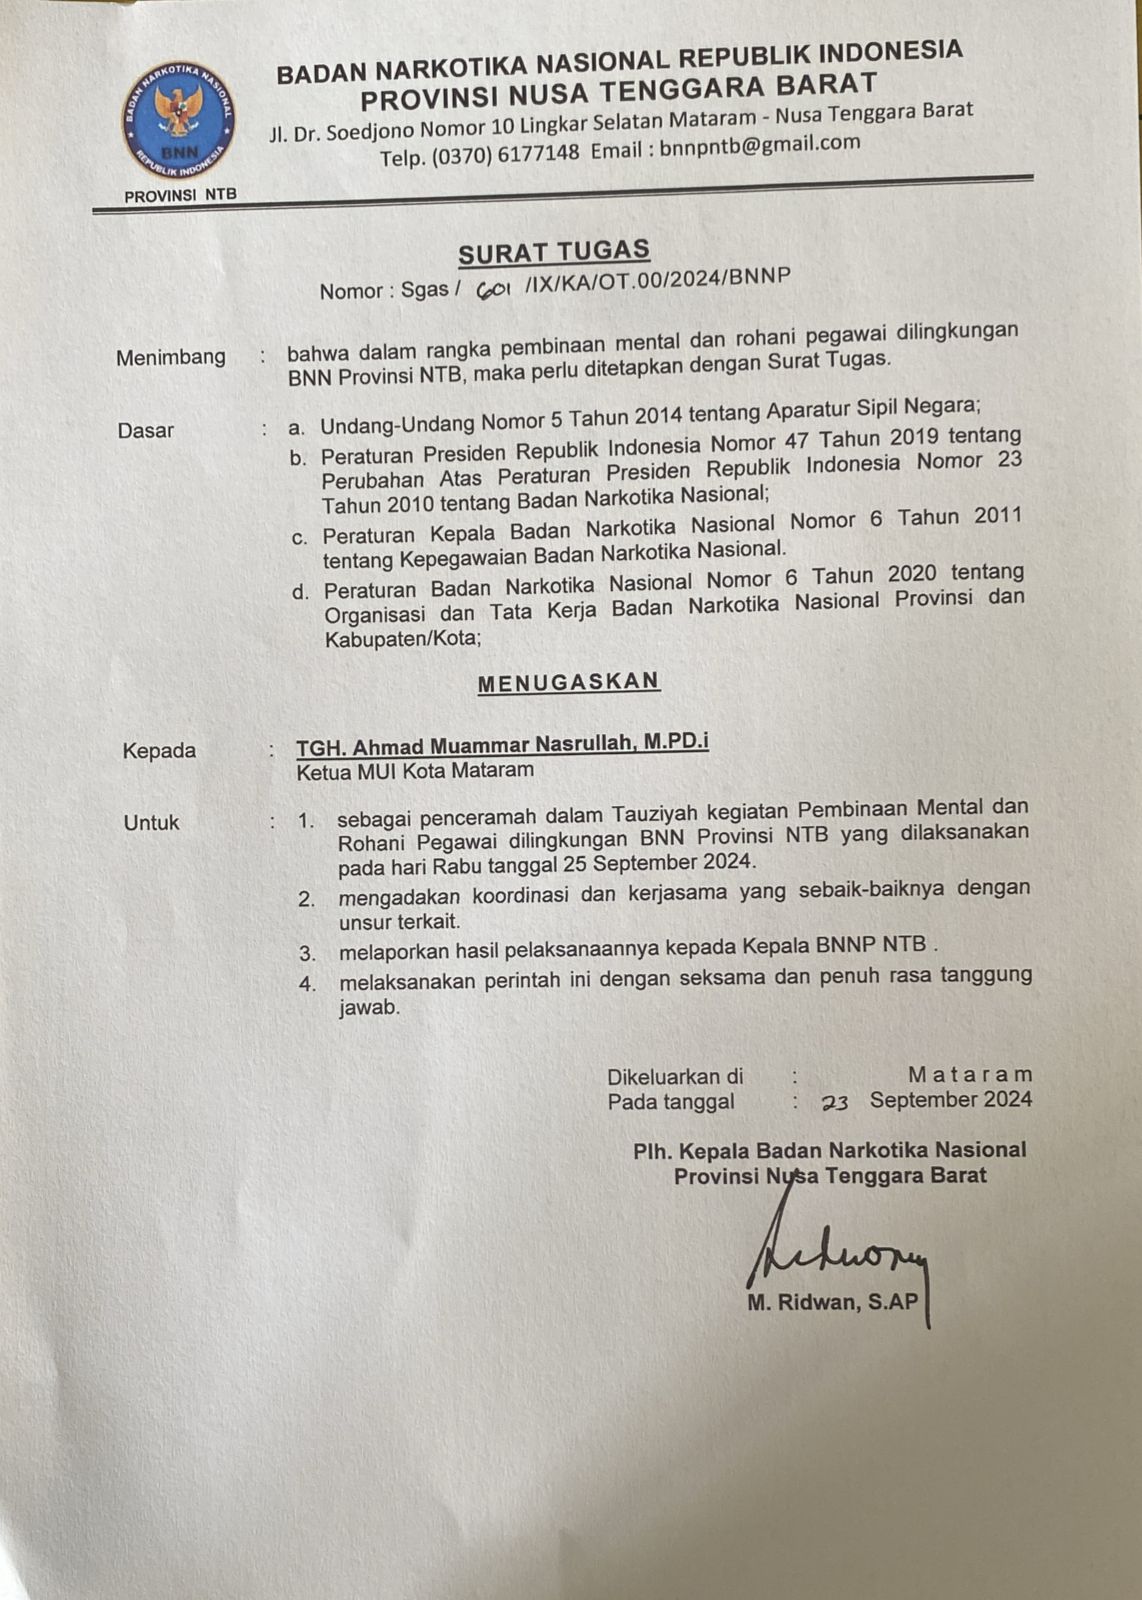 BADAN NARKOTIKA NASIONAL REPUBLIK INDONESIA
PROVINSI NUSA TENGGARA BARAT
Jl. Dr. Soedjono Nomor 10 Lingkar Selatan Mataram - Nusa Tenggara Barat
Telp. (0370) 6177148 Email : bnnpntb@gmail.com
BADAN NARKOTIKA NASIONAL
BNN
REPUBLIK INDONESIA
PROVINSI NTB
SURAT TUGAS
Nomor : Sgas / 601 /IX/KA/OT.00/2024/BNNP
Menimbang : bahwa dalam rangka pembinaan mental dan rohani pegawai dilingkungan
BNN Provinsi NTB, maka perlu ditetapkan dengan Surat Tugas.
Dasar : a. Undang-Undang Nomor 5 Tahun 2014 tentang Aparatur Sipil Negara;
b. Peraturan Presiden Republik Indonesia Nomor 47 Tahun 2019 tentang
Perubahan Atas Peraturan Presiden Republik Indonesia Nomor 23
Tahun 2010 tentang Badan Narkotika Nasional;
c. Peraturan Kepala Badan Narkotika Nasional Nomor 6 Tahun 2011
tentang Kepegawaian Badan Narkotika Nasional.
d. Peraturan Badan Narkotika Nasional Nomor 6 Tahun 2020 tentang
Organisasi dan Tata Kerja Badan Narkotika Nasional Provinsi dan
Kabupaten/Kota;
MENUGASKAN
Kepada : TGH. Ahmad Muammar Nasrullah, M.PD.i
Ketua MUI Kota Mataram
Untuk : 1. sebagai penceramah dalam Tauziyah kegiatan Pembinaan Mental dan
Rohani Pegawai dilingkungan BNN Provinsi NTB yang dilaksanakan
pada hari Rabu tanggal 25 September 2024.
2. mengadakan koordinasi dan kerjasama yang sebaik-baiknya dengan
unsur terkait.
3. melaporkan hasil pelaksanaannya kepada Kepala BNNP NTB .
4. melaksanakan perintah ini dengan seksama dan penuh rasa tanggung
jawab.
Dikeluarkan di : Mataram
Pada tanggal : 23 September 2024
Plh. Kepala Badan Narkotika Nasional
Provinsi Nusa Tenggara Barat
M. Ridwan, S.AP